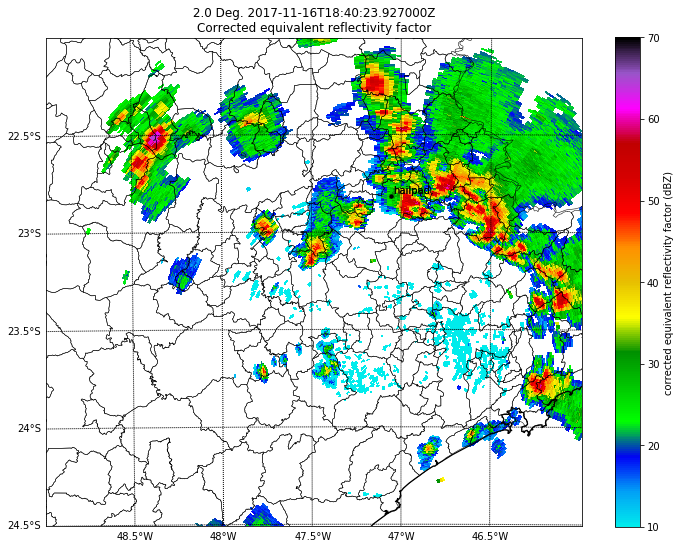 2.0 Deg. 2017-11-16T18:40:23.927000Z
Corrected equivalent reflectivity factor
22.5°S
23°S
23.5°S
24°S
24.5°S
48.5°W
48°W
47.5°W
47°W
46.5°W
hailpad
70
60
50
40
30
20
10
corrected equivalent reflectivity factor (dBZ)